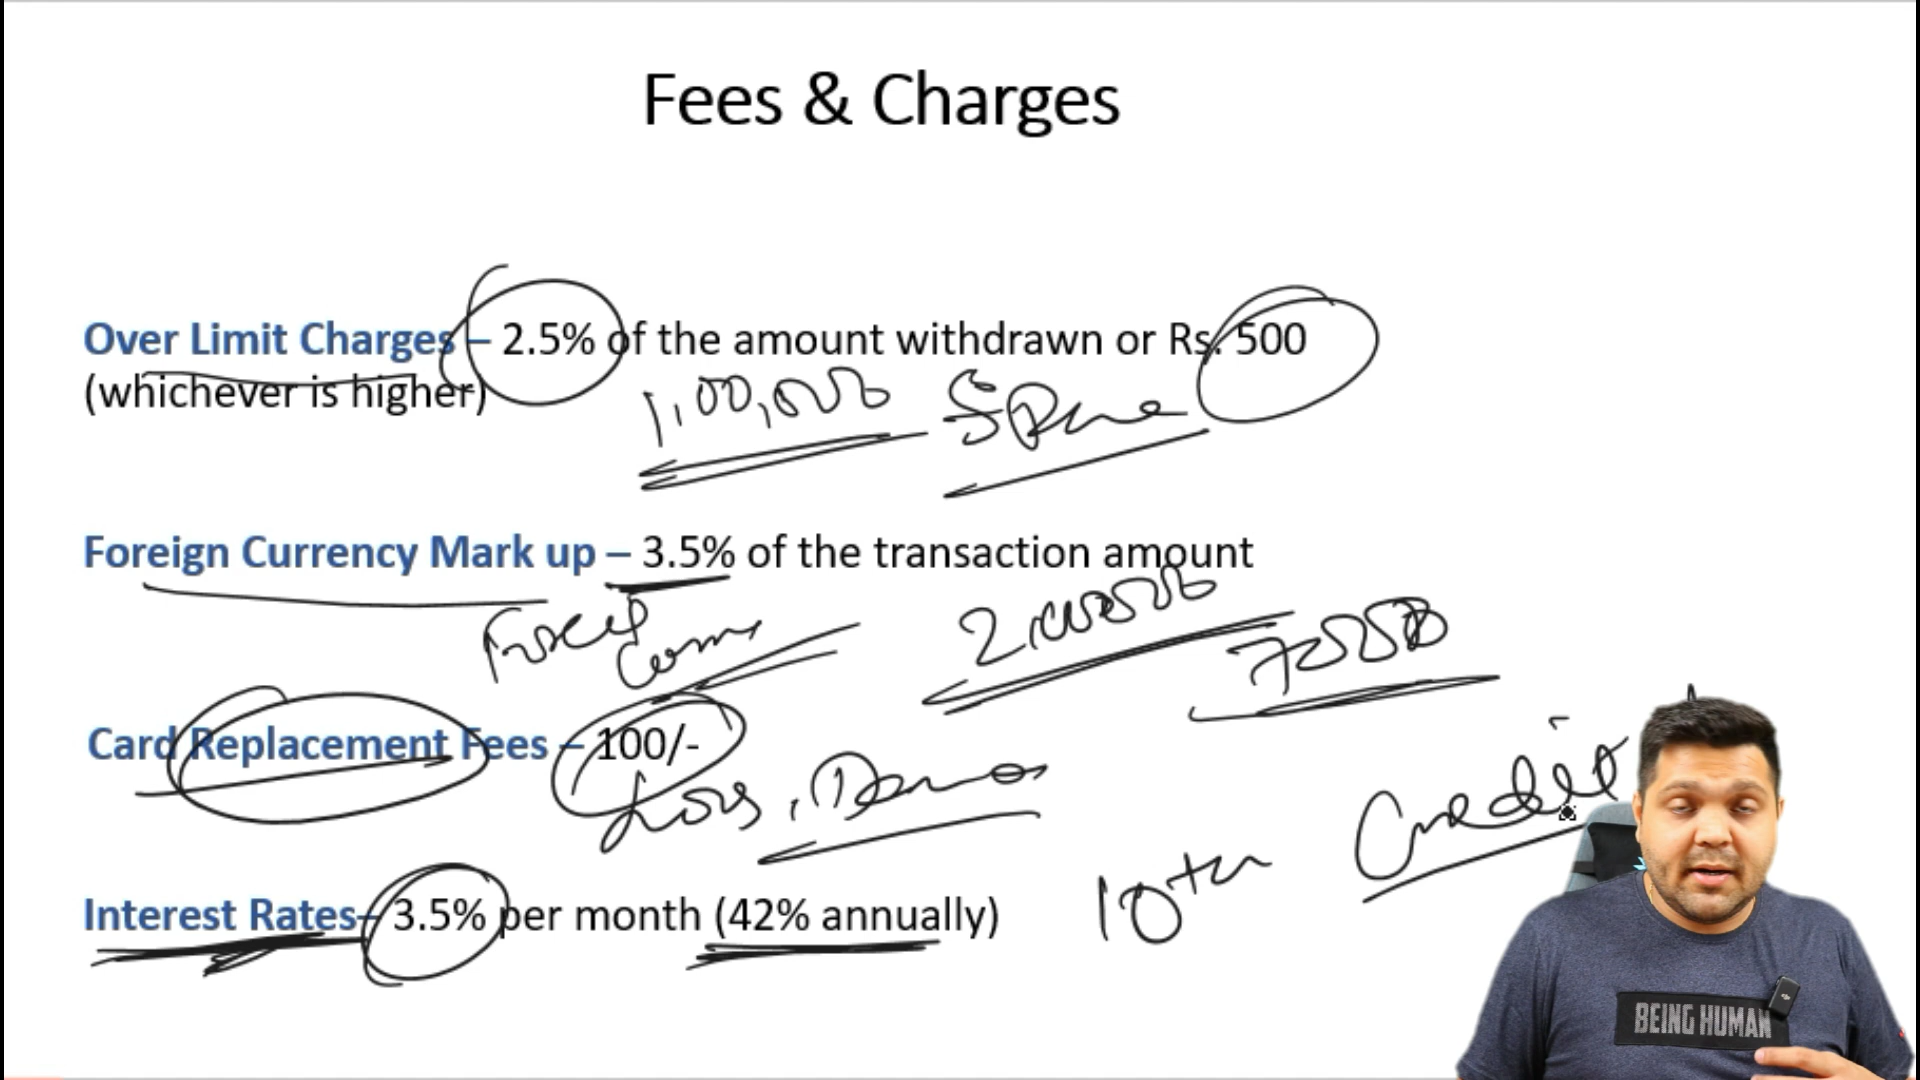 Fees & Charges
Over Limit Charges – 2.5% of the amount withdrawn or Rs. 500
(whichever is higher)
1,00,000
Foreign Currency Mark up – 3.5% of the transaction amount
2,00,000
7000
Card Replacement Fees – 100/-
Loss,
Credit
Interest Rates– 3.5% per month (42% annually)
10th
BEING HUMAN